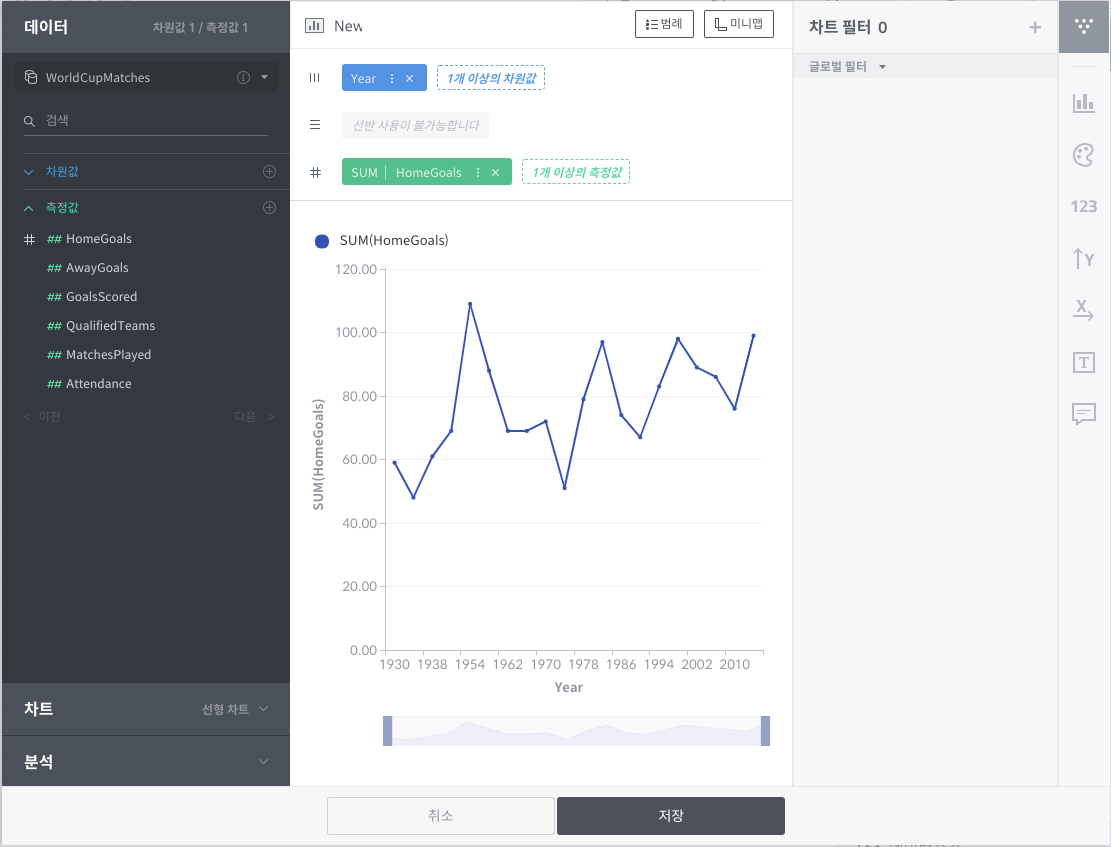 데이터 차원값 1 / 측정값 1
WorldCupMatches
검색
차원값
측정값
## HomeGoals
## AwayGoals
## GoalsScored
## QualifiedTeams
## MatchesPlayed
## Attendance
< 이전 다음 >
차트 선형 차트
분석
New
범례 미니맵
Year 1개 이상의 차원값
선반 사용이 불가능합니다
SUM HomeGoals 1개 이상의 측정값
SUM(HomeGoals)
120.00
100.00
80.00
60.00
40.00
20.00
0.00
SUM(HomeGoals)
1930 1938 1954 1962 1970 1978 1986 1994 2002 2010
Year
차트 필터 0
글로벌 필터
123
Y
X
T
취소 저장